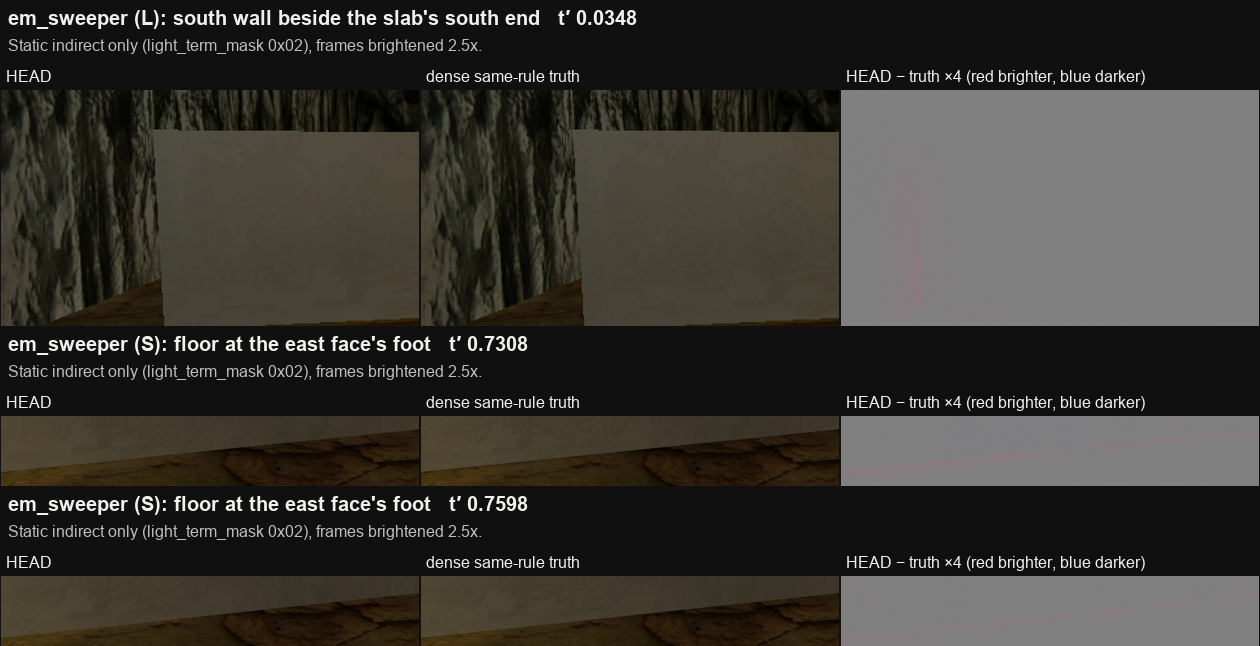 em_sweeper (L): south wall beside the slab's south end   t′ 0.0348
Static indirect only (light_term_mask 0x02), frames brightened 2.5x.
HEAD   dense same-rule truth   HEAD − truth ×4 (red brighter, blue darker)
em_sweeper (S): floor at the east face's foot   t′ 0.7308
Static indirect only (light_term_mask 0x02), frames brightened 2.5x.
HEAD   dense same-rule truth   HEAD − truth ×4 (red brighter, blue darker)
em_sweeper (S): floor at the east face's foot   t′ 0.7598
Static indirect only (light_term_mask 0x02), frames brightened 2.5x.
HEAD   dense same-rule truth   HEAD − truth ×4 (red brighter, blue darker)